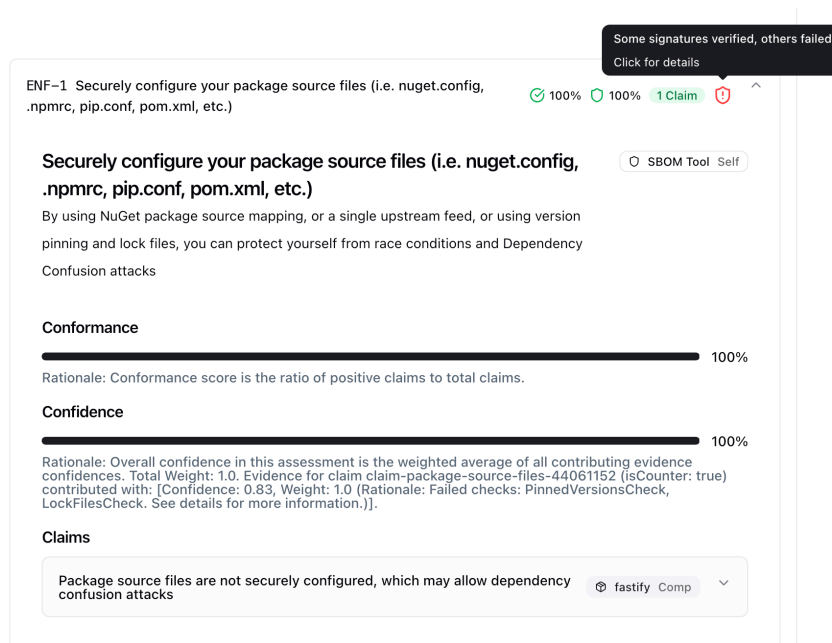 Some signatures verified, others failed
Click for details
ENF-1 Securely configure your package source files (i.e. nuget.config,
.npmrc, pip.conf, pom.xml, etc.)
100% 100% 1 Claim
Securely configure your package source files (i.e. nuget.config,
.npmrc, pip.conf, pom.xml, etc.)
SBOM Tool Self
By using NuGet package source mapping, or a single upstream feed, or using version
pinning and lock files, you can protect yourself from race conditions and Dependency
Confusion attacks
Conformance
100%
Rationale: Conformance score is the ratio of positive claims to total claims.
Confidence
100%
Rationale: Overall confidence in this assessment is the weighted average of all contributing evidence
confidences. Total Weight: 1.0. Evidence for claim claim-package-source-files-44061152 (isCounter: true)
contributed with: [Confidence: 0.83, Weight: 1.0 (Rationale: Failed checks: PinnedVersionsCheck,
LockFilesCheck. See details for more information.)].
Claims
Package source files are not securely configured, which may allow dependency
confusion attacks
fastify Comp